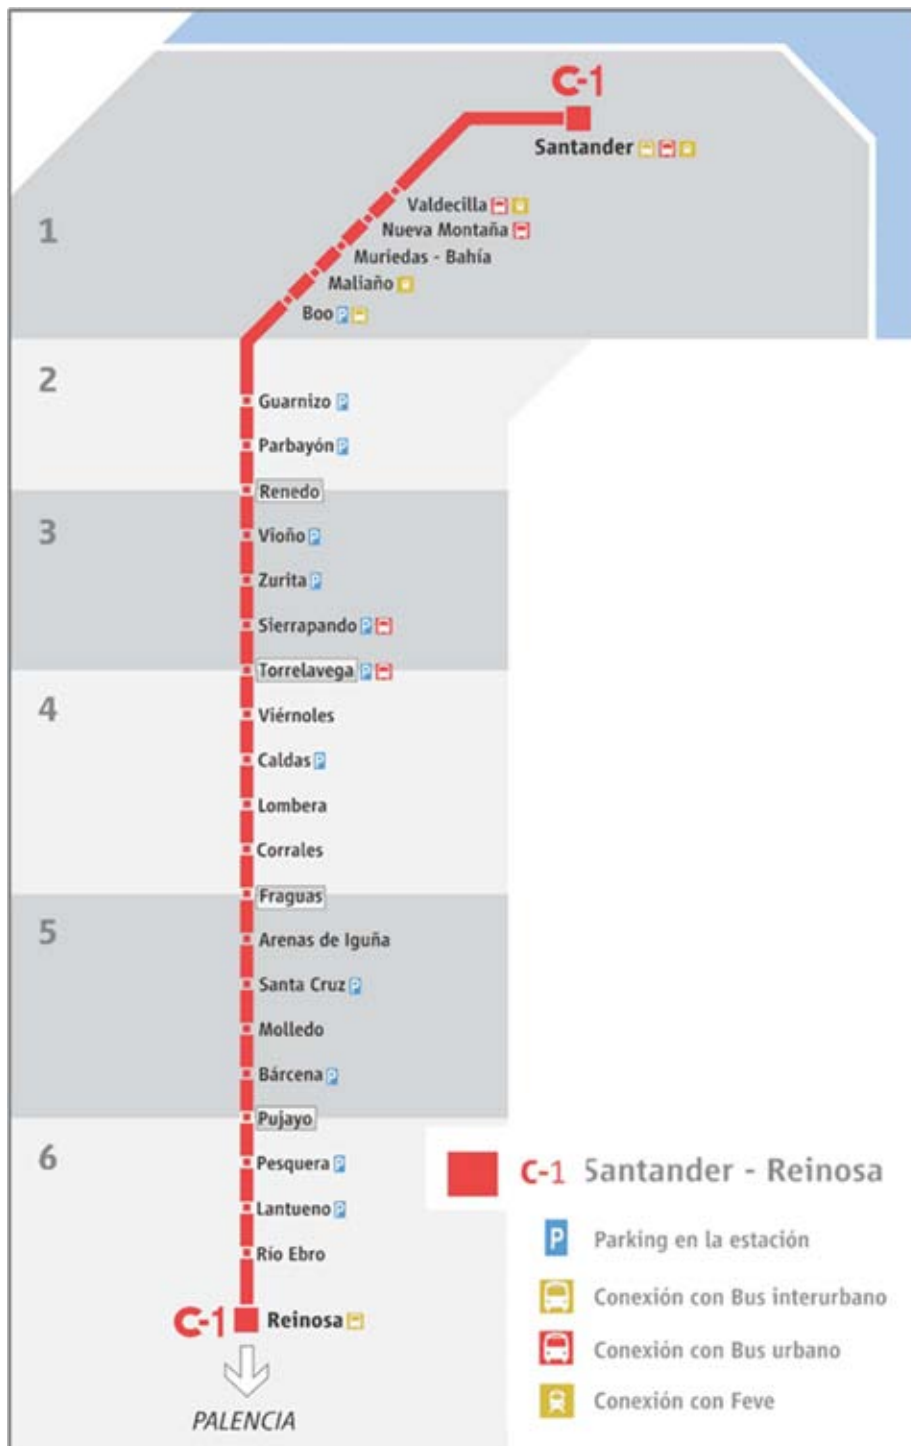 C-1
Santander
Valdecilla
1
Nueva Montaña
Muriedas - Bahía
Maliaño
Boo P
2
Guarnizo P
Parbayón P
Renedo
3
Vioño P
Zurita P
Sierrapando P
Torrelavega P
4
Viérnoles
Caldas P
Lombera
Corrales
Fraguas
5
Arenas de Iguña
Santa Cruz P
Molledo
Bárcena P
Pujayo
6
Pesquera P
Lantueno P
Río Ebro
C-1 Reinosa
PALENCIA
C-1 Santander - Reinosa
P Parking en la estación
Conexión con Bus interurbano
Conexión con Bus urbano
Conexión con Feve